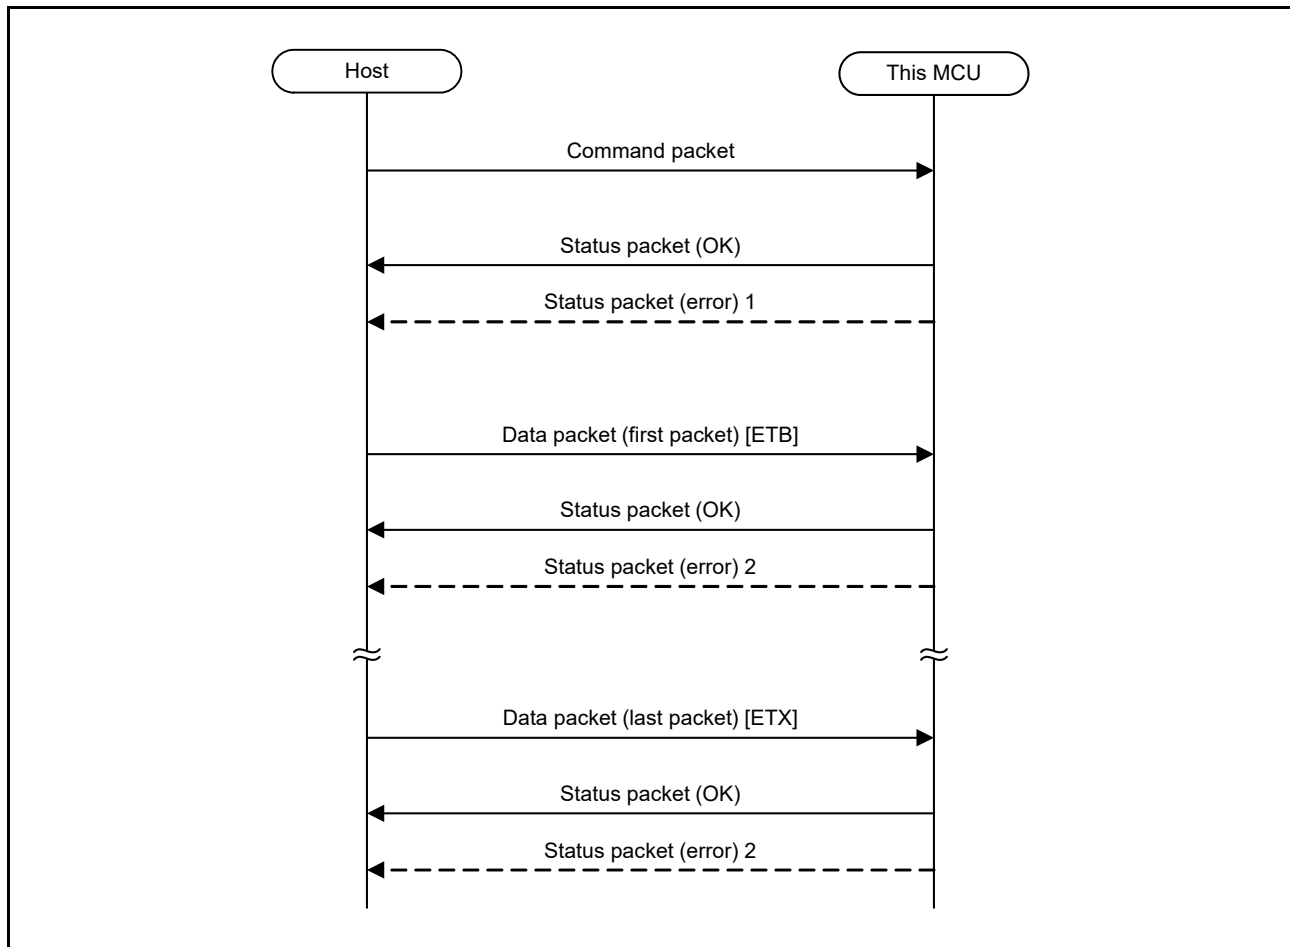 Host
This MCU
Command packet
Status packet (OK)
Status packet (error) 1
Data packet (first packet) [ETB]
Status packet (OK)
Status packet (error) 2
Data packet (last packet) [ETX]
Status packet (OK)
Status packet (error) 2